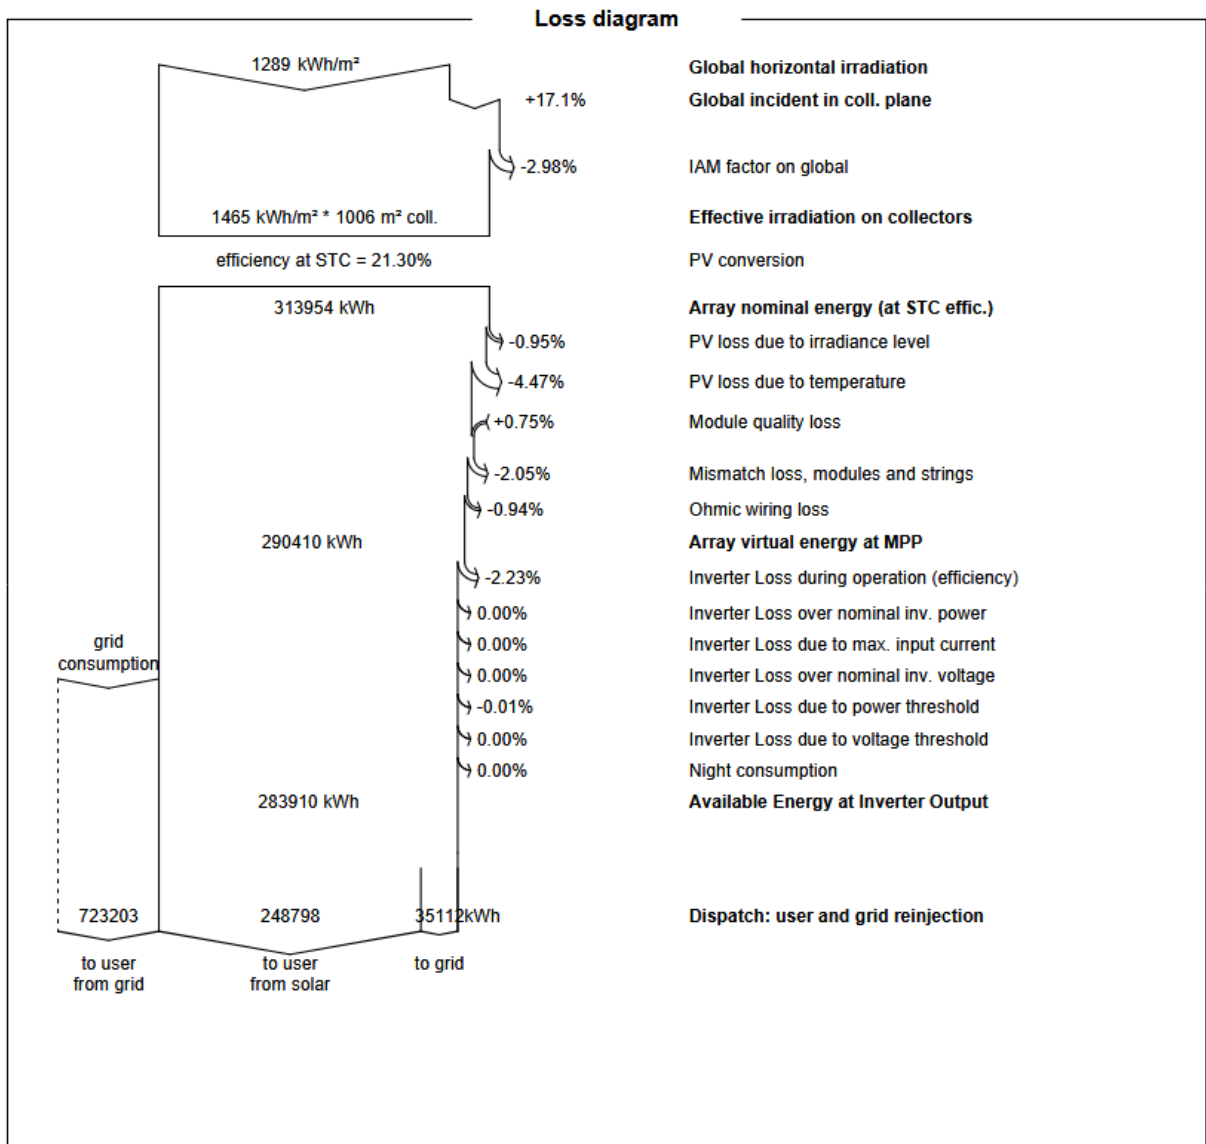 Loss diagram
1289 kWh/m²
Global horizontal irradiation
+17.1%
Global incident in coll. plane
-2.98%
IAM factor on global
1465 kWh/m² * 1006 m² coll.
Effective irradiation on collectors
efficiency at STC = 21.30%
PV conversion
313954 kWh
Array nominal energy (at STC effic.)
-0.95%
PV loss due to irradiance level
-4.47%
PV loss due to temperature
+0.75%
Module quality loss
-2.05%
Mismatch loss, modules and strings
-0.94%
Ohmic wiring loss
290410 kWh
Array virtual energy at MPP
-2.23%
Inverter Loss during operation (efficiency)
0.00%
Inverter Loss over nominal inv. power
grid
consumption
0.00%
Inverter Loss due to max. input current
0.00%
Inverter Loss over nominal inv. voltage
-0.01%
Inverter Loss due to power threshold
0.00%
Inverter Loss due to voltage threshold
0.00%
Night consumption
283910 kWh
Available Energy at Inverter Output
723203
248798
35112kWh
Dispatch: user and grid reinjection
to user
from grid
to user
from solar
to grid